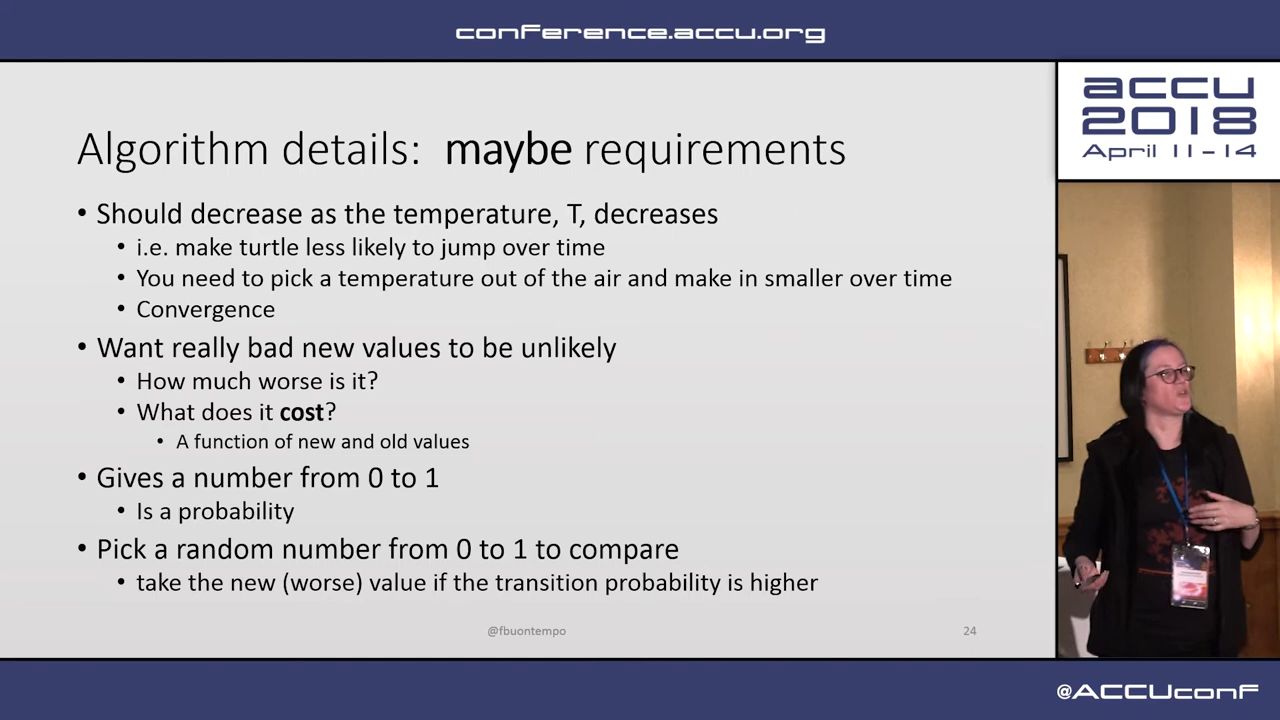 conference.accu.org
accu
2018
April 11-14
Algorithm details: maybe requirements
• Should decrease as the temperature, T, decreases
• i.e. make turtle less likely to jump over time
• You need to pick a temperature out of the air and make in smaller over time
• Convergence
• Want really bad new values to be unlikely
• How much worse is it?
• What does it cost?
• A function of new and old values
• Gives a number from 0 to 1
• Is a probability
• Pick a random number from 0 to 1 to compare
• take the new (worse) value if the transition probability is higher
@fbuontempo
24
@ACCUconf